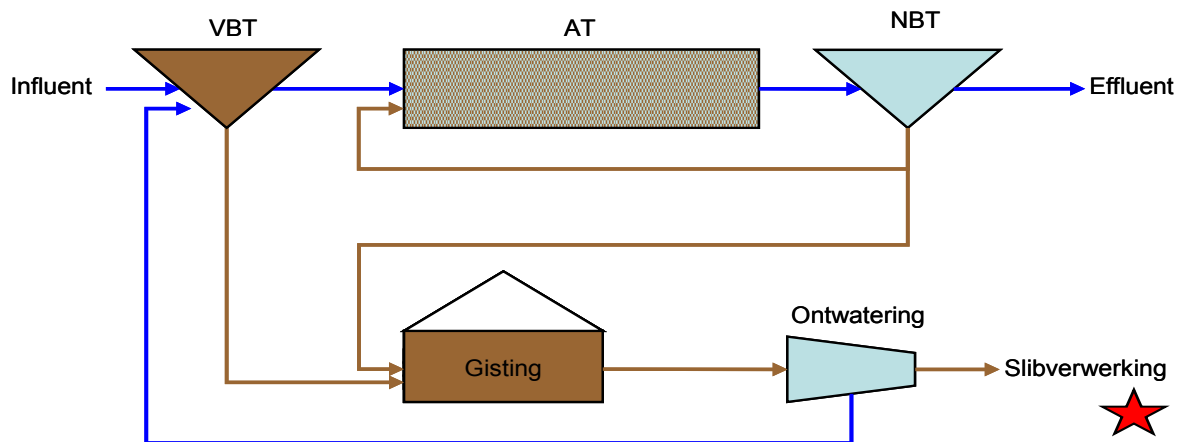 VBT
AT
NBT
Influent
Effluent
Ontwatering
Gisting
Slibverwerking